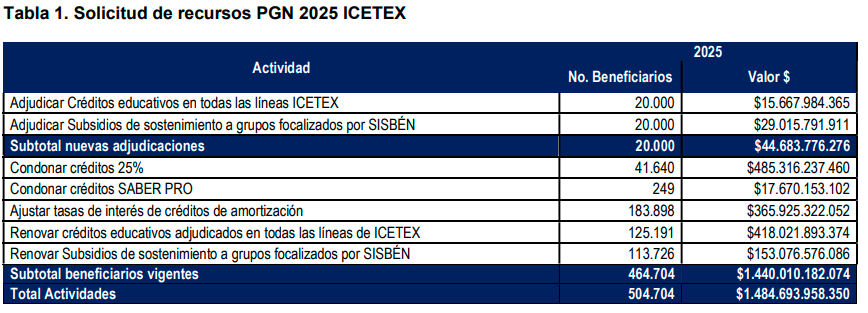 Tabla 1. Solicitud de recursos PGN 2025 ICETEX
Actividad 2025
No. Beneficiarios Valor $
Adjudicar Créditos educativos en todas las líneas ICETEX 20.000 $15.667.984.365
Adjudicar Subsidios de sostenimiento a grupos focalizados por SISBÉN 20.000 $29.015.791.911
Subtotal nuevas adjudicaciones 20.000 $44.683.776.276
Condonar créditos 25% 41.640 $485.316.237.460
Condonar créditos SABER PRO 249 $17.670.153.102
Ajustar tasas de interés de créditos de amortización 183.898 $365.925.322.052
Renovar créditos educativos adjudicados en todas las líneas de ICETEX 125.191 $418.021.893.374
Renovar Subsidios de sostenimiento a grupos focalizados por SISBÉN 113.726 $153.076.576.086
Subtotal beneficiarios vigentes 464.704 $1.440.010.182.074
Total Actividades 504.704 $1.484.693.958.350